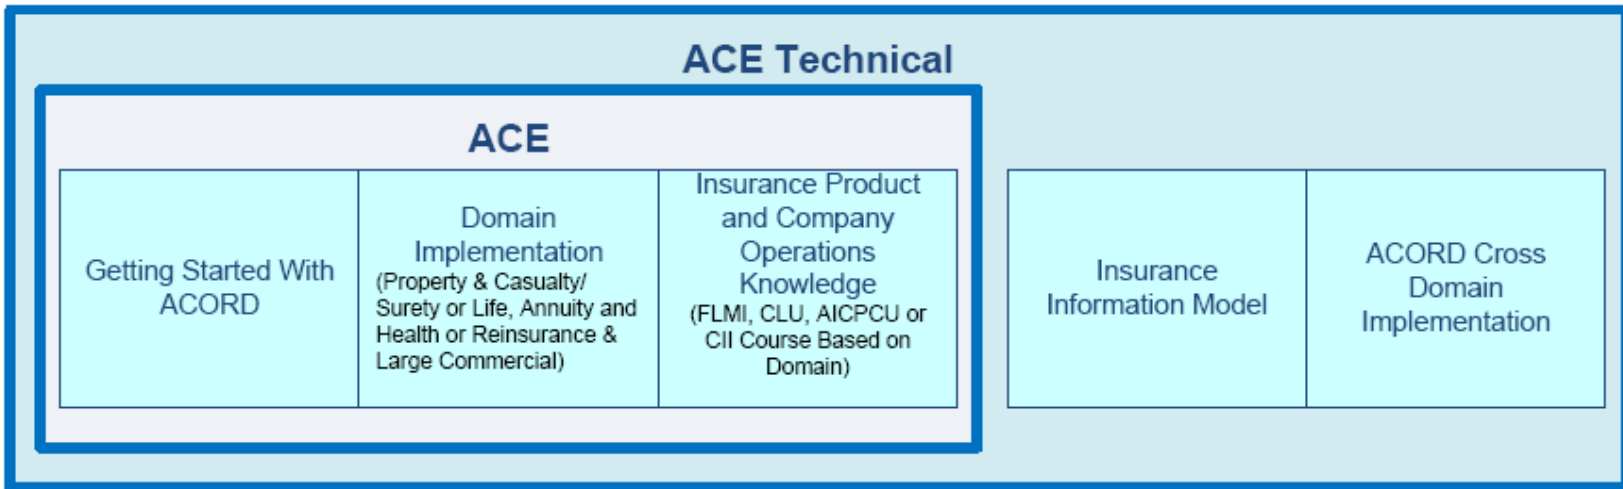 ACE Technical
ACE
Getting Started With
ACORD
Domain
Implementation
(Property & Casualty/
Surety or Life, Annuity and
Health or Reinsurance &
Large Commercial)
Insurance Product
and Company
Operations
Knowledge
(FLMI, CLU, AICPCU or
CII Course Based on
Domain)
Insurance
Information Model
ACORD Cross
Domain
Implementation